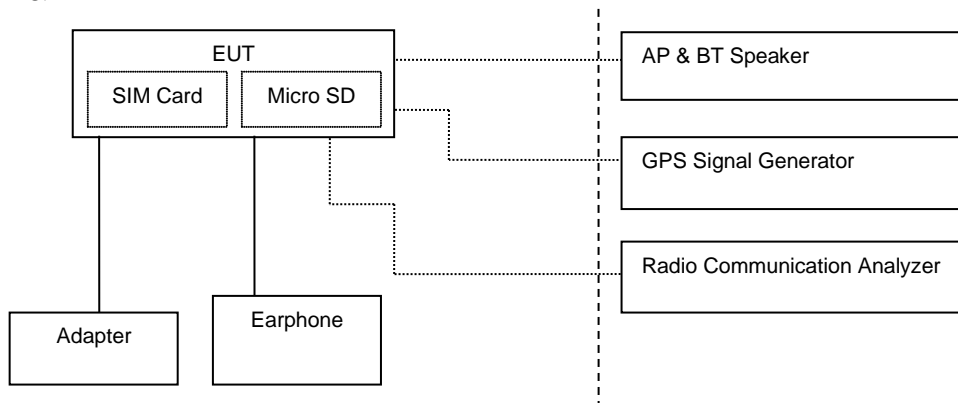 EUT
SIM Card
Micro SD
Adapter
Earphone
AP & BT Speaker
GPS Signal Generator
Radio Communication Analyzer